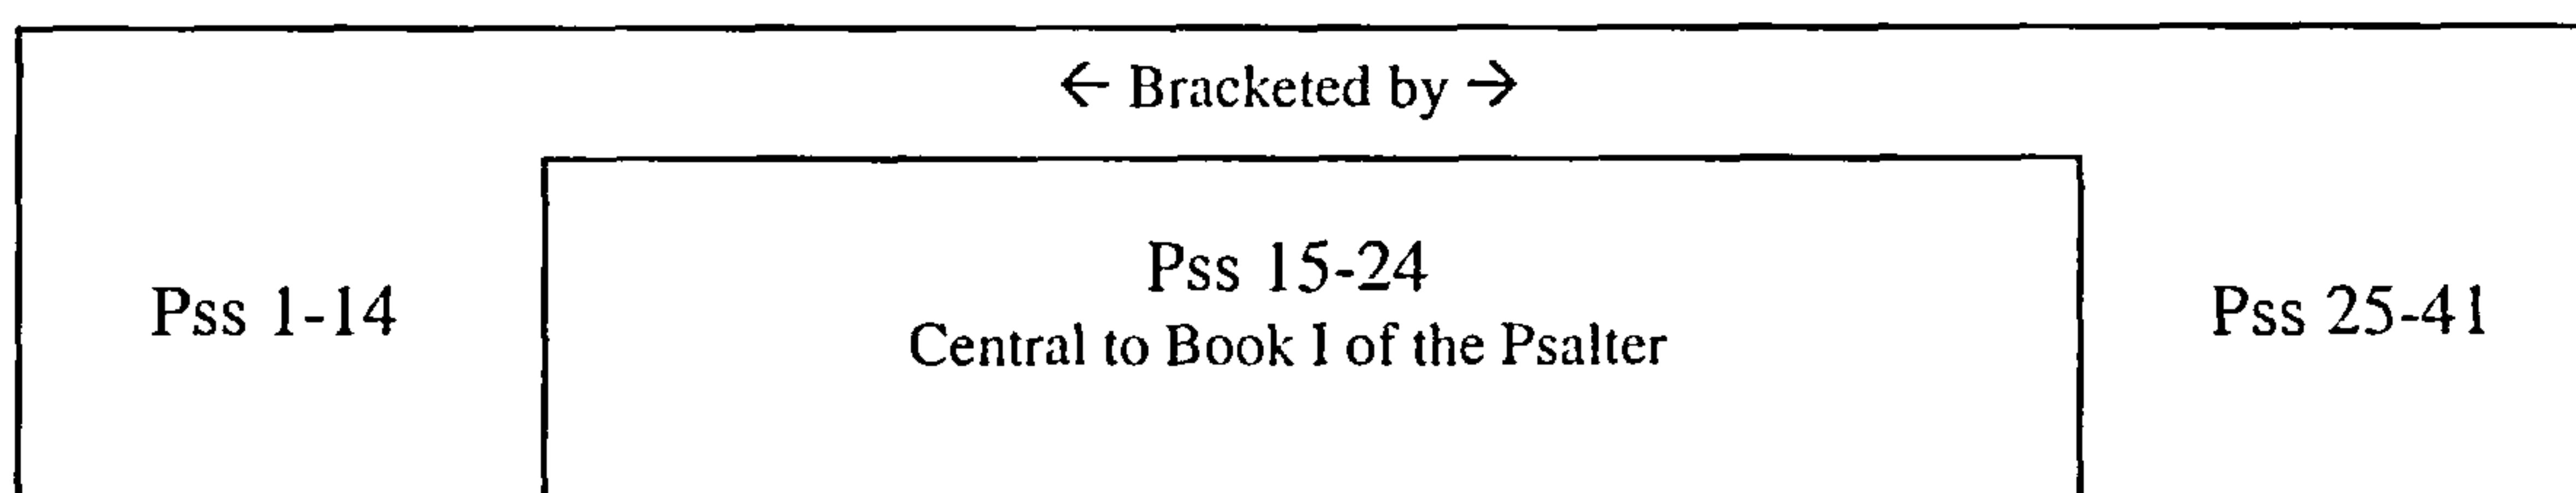 ← Bracketed by →
Pss 15-24
Pss 1-14
Pss 25-41
Central to Book I of the Psalter